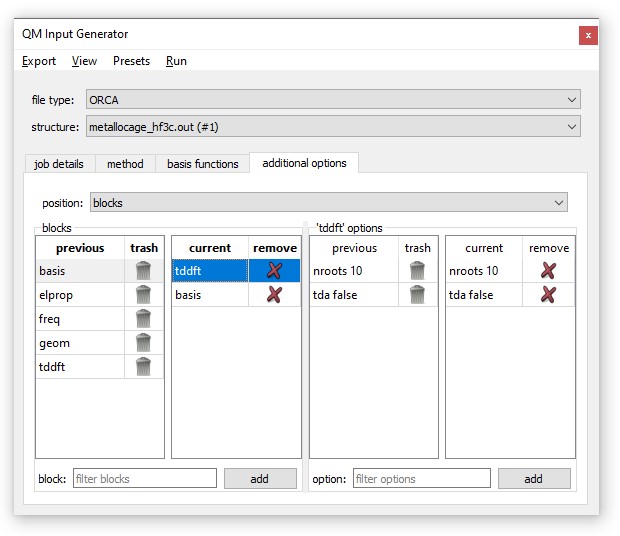 QM Input Generator
x
Export View Presets Run
file type: ORCA
structure: metallocage_hf3c.out (#1)
job details method basis functions additional options
position: blocks
blocks 'tddft' options
previous trash current remove previous trash current remove
basis tddft nroots 10 nroots 10
elprop basis tda false tda false
freq
geom
tddft
block: filter blocks add option: filter options add